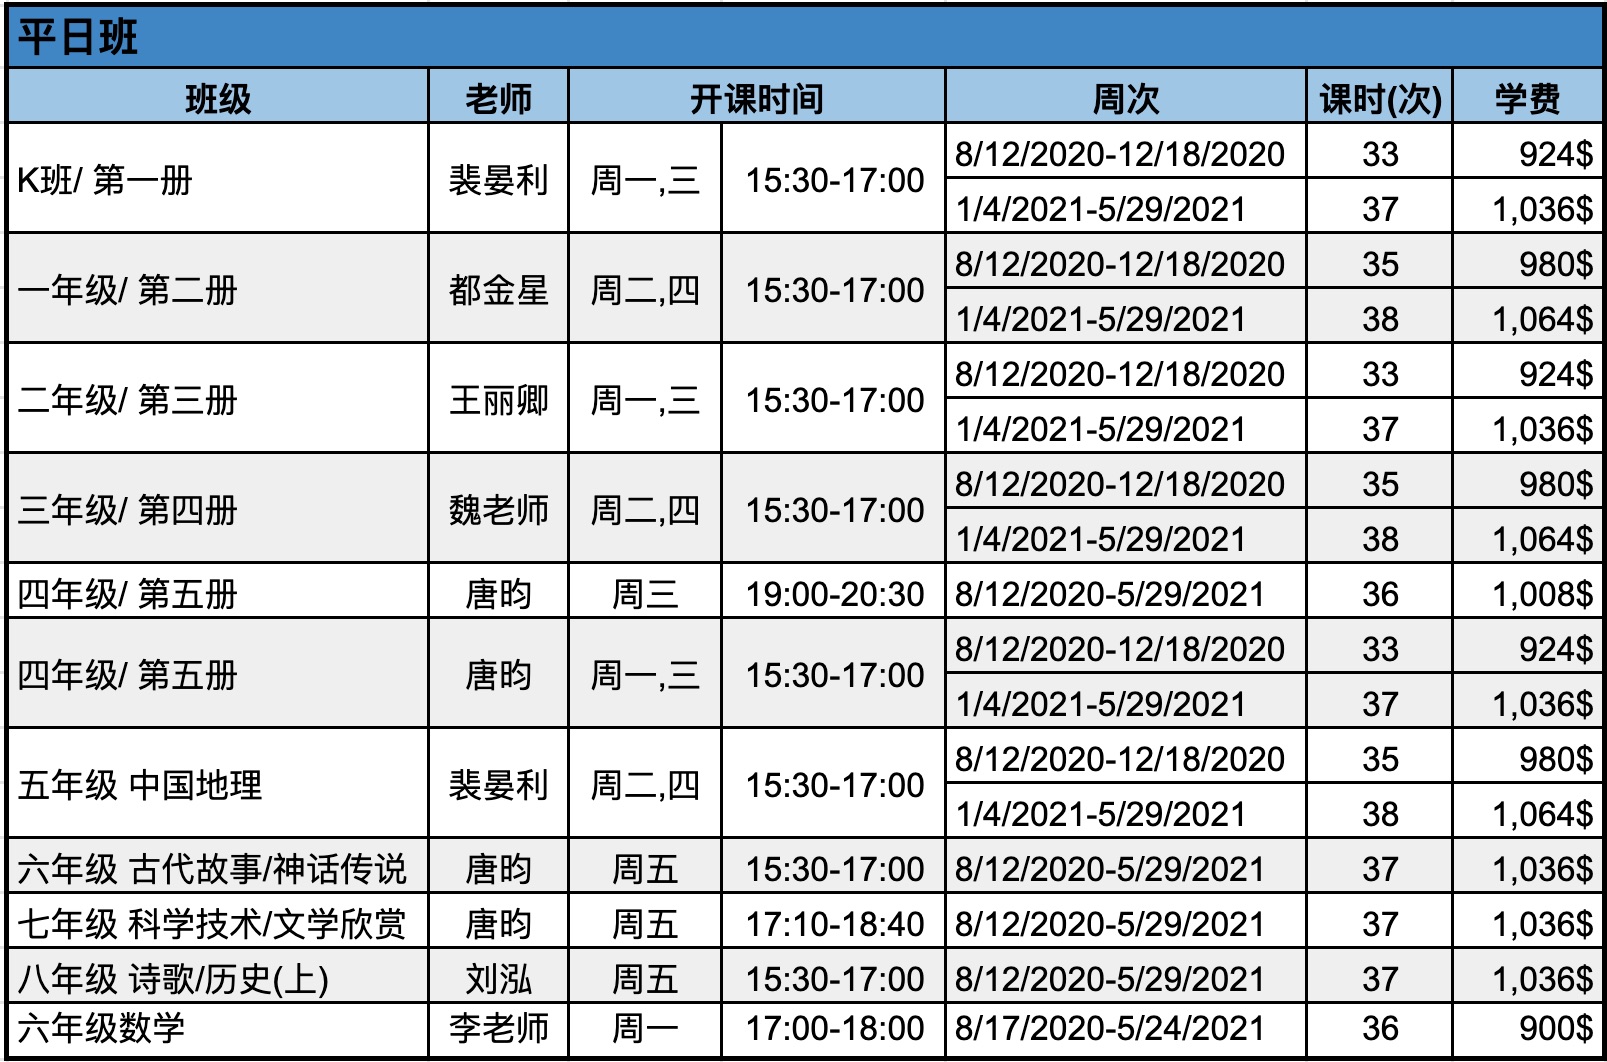 平日班
班级 老师 开课时间 周次 课时(次) 学费
K班/ 第一册 裴晏利 周一,三 15:30-17:00 8/12/2020-12/18/2020 33 924$
1/4/2021-5/29/2021 37 1,036$
一年级/ 第二册 都金星 周二,四 15:30-17:00 8/12/2020-12/18/2020 35 980$
1/4/2021-5/29/2021 38 1,064$
二年级/ 第三册 王丽卿 周一,三 15:30-17:00 8/12/2020-12/18/2020 33 924$
1/4/2021-5/29/2021 37 1,036$
三年级/ 第四册 魏老师 周二,四 15:30-17:00 8/12/2020-12/18/2020 35 980$
1/4/2021-5/29/2021 38 1,064$
四年级/ 第五册 唐昀 周三 19:00-20:30 8/12/2020-5/29/2021 36 1,008$
四年级/ 第五册 唐昀 周一,三 15:30-17:00 8/12/2020-12/18/2020 33 924$
1/4/2021-5/29/2021 37 1,036$
五年级 中国地理 裴晏利 周二,四 15:30-17:00 8/12/2020-12/18/2020 35 980$
1/4/2021-5/29/2021 38 1,064$
六年级 古代故事/神话传说 唐昀 周五 15:30-17:00 8/12/2020-5/29/2021 37 1,036$
七年级 科学技术/文学欣赏 唐昀 周五 17:10-18:40 8/12/2020-5/29/2021 37 1,036$
八年级 诗歌/历史(上) 刘泓 周五 15:30-17:00 8/12/2020-5/29/2021 37 1,036$
六年级数学 李老师 周一 17:00-18:00 8/17/2020-5/24/2021 36 900$